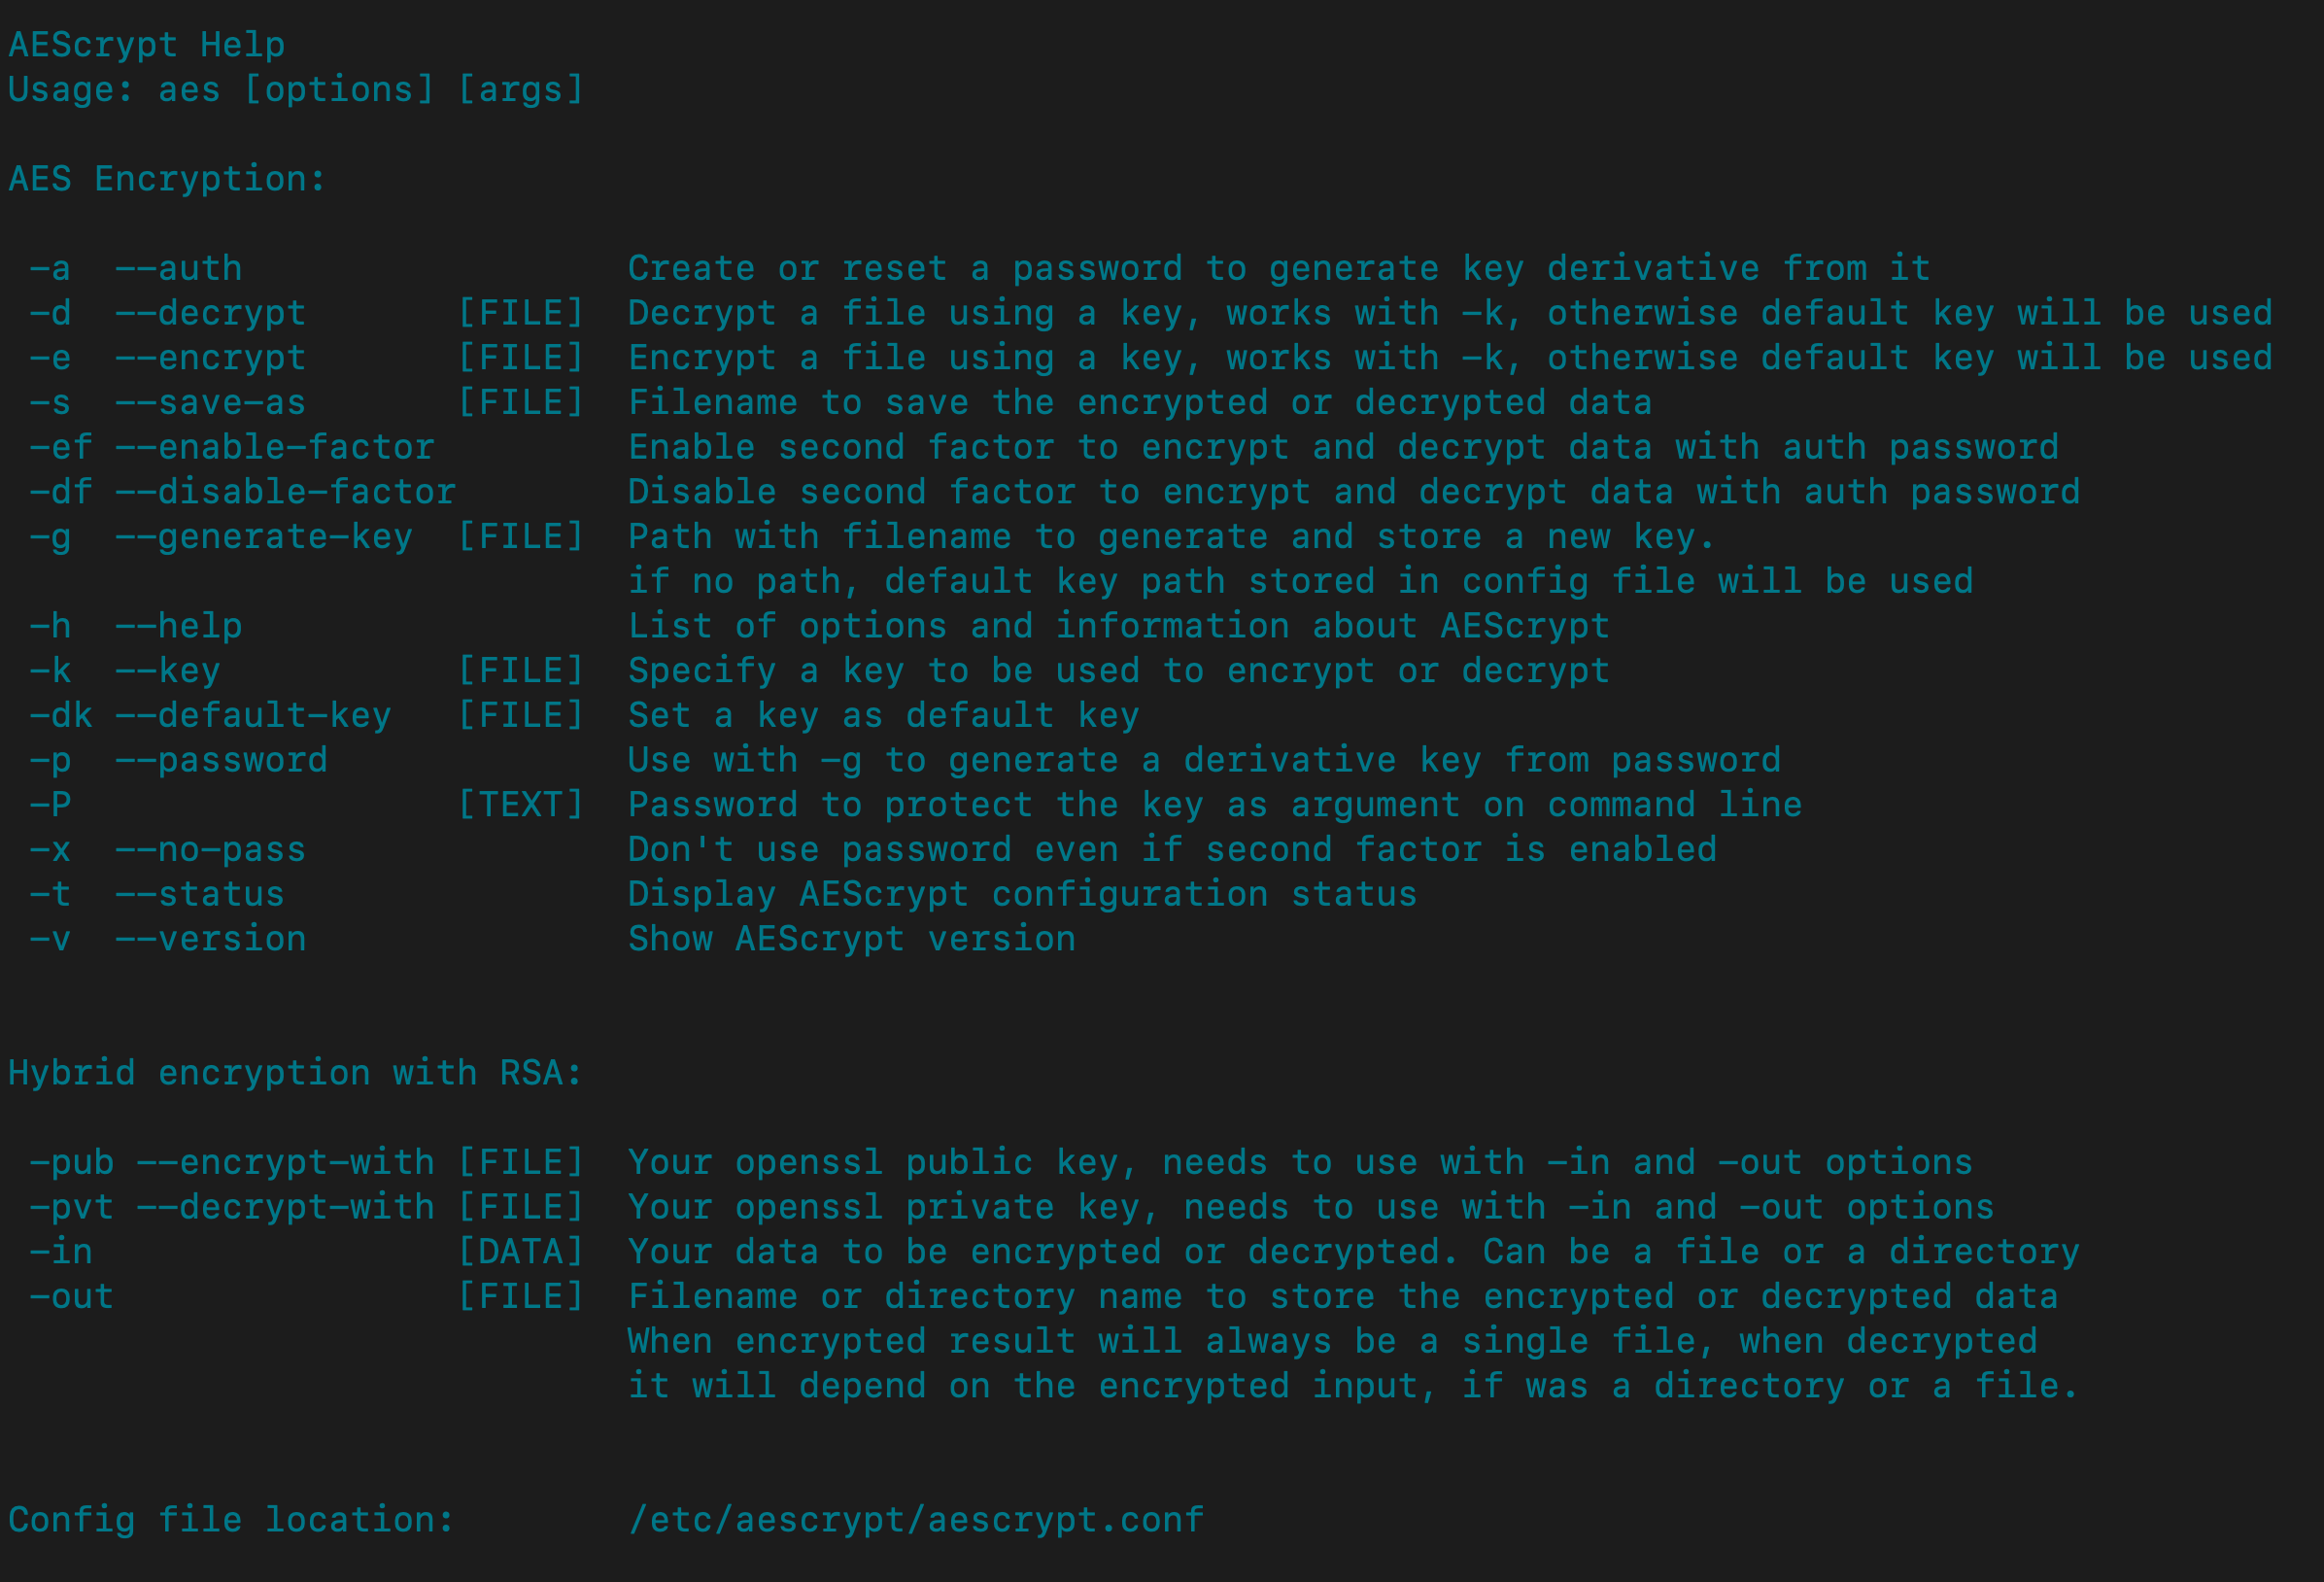 AEScrypt Help
Usage: aes [options] [args]

AES Encryption:

 -a  --auth                  Create or reset a password to generate key derivative from it
 -d  --decrypt       [FILE]  Decrypt a file using a key, works with -k, otherwise default key will be used
 -e  --encrypt       [FILE]  Encrypt a file using a key, works with -k, otherwise default key will be used
 -s  --save-as       [FILE]  Filename to save the encrypted or decrypted data
 -ef --enable-factor         Enable second factor to encrypt and decrypt data with auth password
 -df --disable-factor        Disable second factor to encrypt and decrypt data with auth password
 -g  --generate-key  [FILE]  Path with filename to generate and store a new key.
                             if no path, default key path stored in config file will be used
 -h  --help                  List of options and information about AEScrypt
 -k  --key           [FILE]  Specify a key to be used to encrypt or decrypt
 -dk --default-key   [FILE]  Set a key as default key
 -p  --password              Use with -g to generate a derivative key from password
 -P                  [TEXT]  Password to protect the key as argument on command line
 -x  --no-pass               Don't use password even if second factor is enabled
 -t  --status                Display AEScrypt configuration status
 -v  --version               Show AEScrypt version

Hybrid encryption with RSA:

 -pub --encrypt-with [FILE]  Your openssl public key, needs to use with -in and -out options
 -pvt --decrypt-with [FILE]  Your openssl private key, needs to use with -in and -out options
 -in                 [DATA]  Your data to be encrypted or decrypted. Can be a file or a directory
 -out                [FILE]  Filename or directory name to store the encrypted or decrypted data
                             When encrypted result will always be a single file, when decrypted
                             it will depend on the encrypted input, if was a directory or a file.

Config file location:        /etc/aescrypt/aescrypt.conf